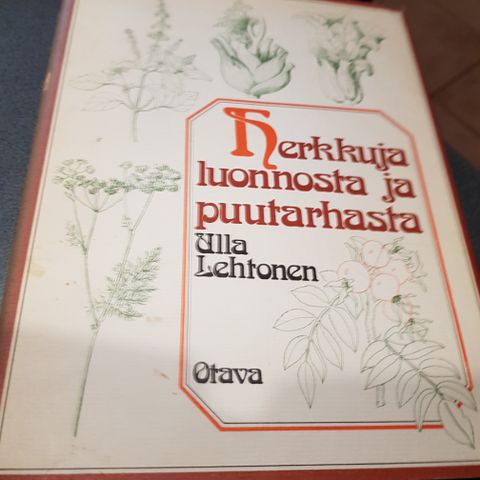 Herkkuja
luonnosta ja
puutarhasta
Ulla
Lehtonen
Otava